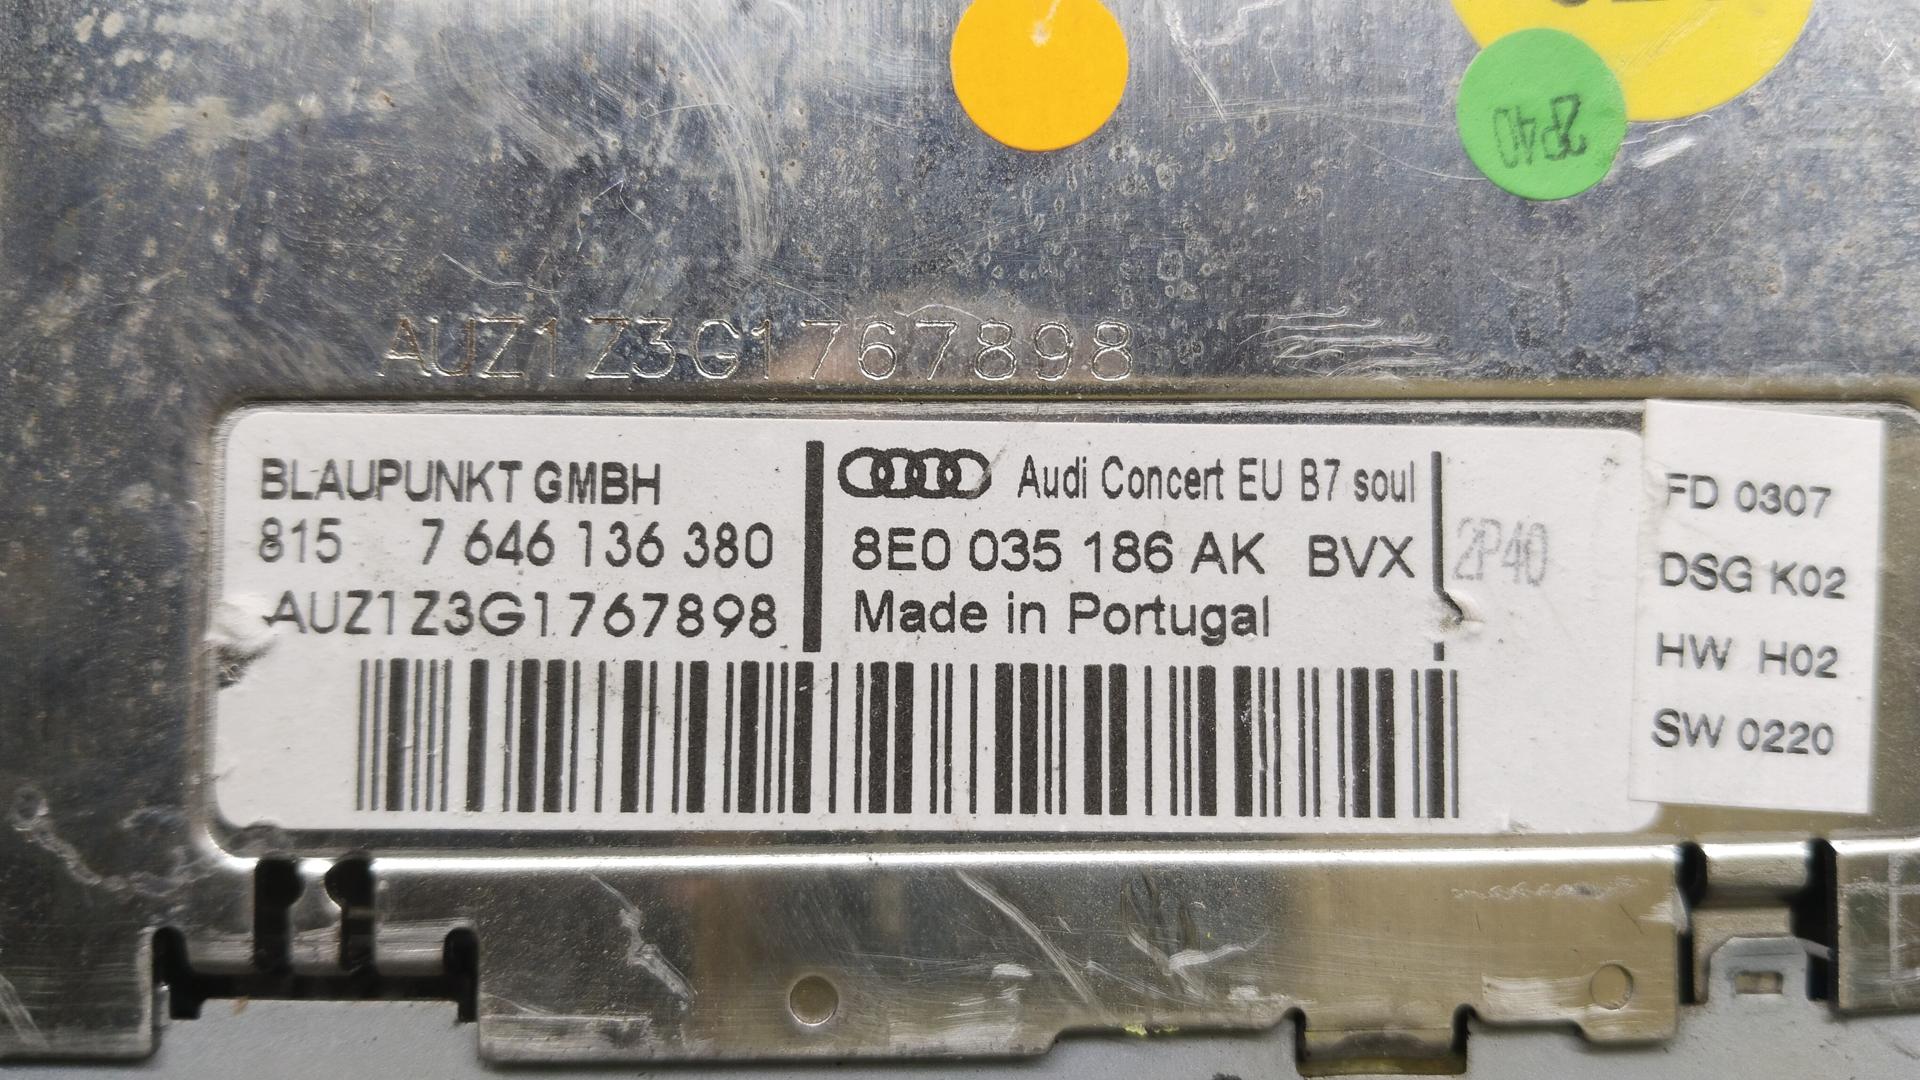 2P40
AUZ1Z3G1767898
BLAUPUNKT GMBH
815 7 646 136 380
AUZ1Z3G1767898
Audi Concert EU B7 soul
8E0 035 186 AK BVX
Made in Portugal
2P40
FD 0307
DSG K02
HW H02
SW 0220